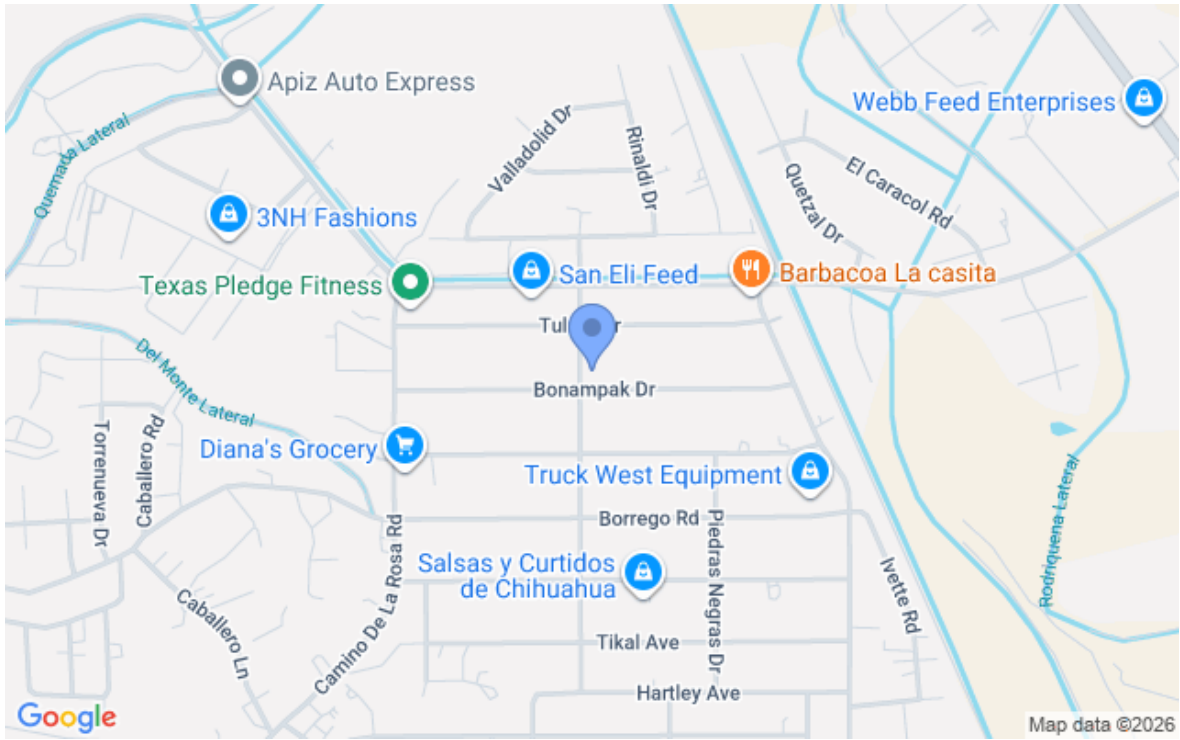 Apiz Auto Express
Webb Feed Enterprises
Quemada Lateral
Valladolid Dr
Rinaldi Dr
Quetzal Dr
El Caracol Rd
3NH Fashions
Texas Pledge Fitness
San Eli Feed
Barbacoa La casita
Del Monte Lateral
Bonampak Dr
Torrenueva Dr
Caballero Rd
Diana's Grocery
Truck West Equipment
Rodriquena Lateral
Borrego Rd
Camino De La Rosa Rd
Piedras Negras Dr
Ivette Rd
Salsas y Curtidos
de Chihuahua
Caballero Ln
Tikal Ave
Hartley Ave
Google
Map data ©2026